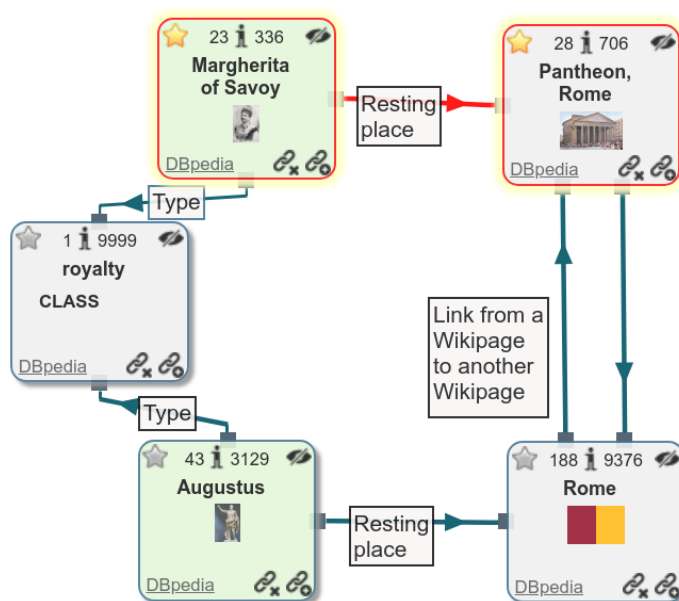 23 336
Margherita
of Savoy
DBpedia
Resting
place
28 706
Pantheon,
Rome
DBpedia
Type
1 9999
royalty
CLASS
DBpedia
Link from a
Wikipage
to another
Wikipage
Type
43 3129
Augustus
DBpedia
Resting
place
188 9376
Rome
DBpedia